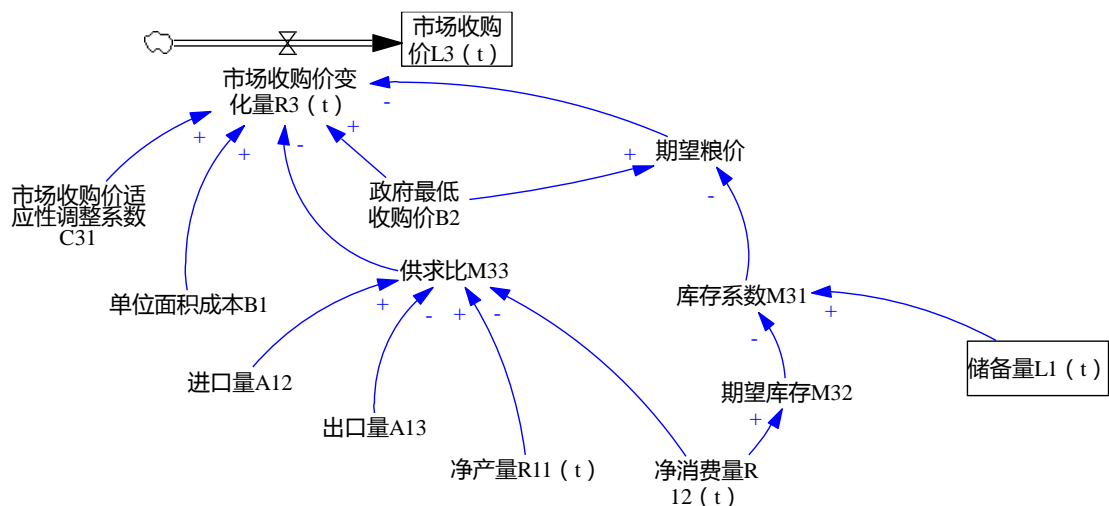 市场收购
价L3（t）
市场收购价变
化量R3（t）
-
+
+
-
+
+
期望粮价
市场收购价适
应性调整系数
C31
政府最低
收购价B2
-
供求比M33
单位面积成本B1
库存系数M31
+
-
+
-
+
-
进口量A12
储备量L1（t）
期望库存M32
出口量A13
+
净产量R11（t）
净消费量R
12（t）